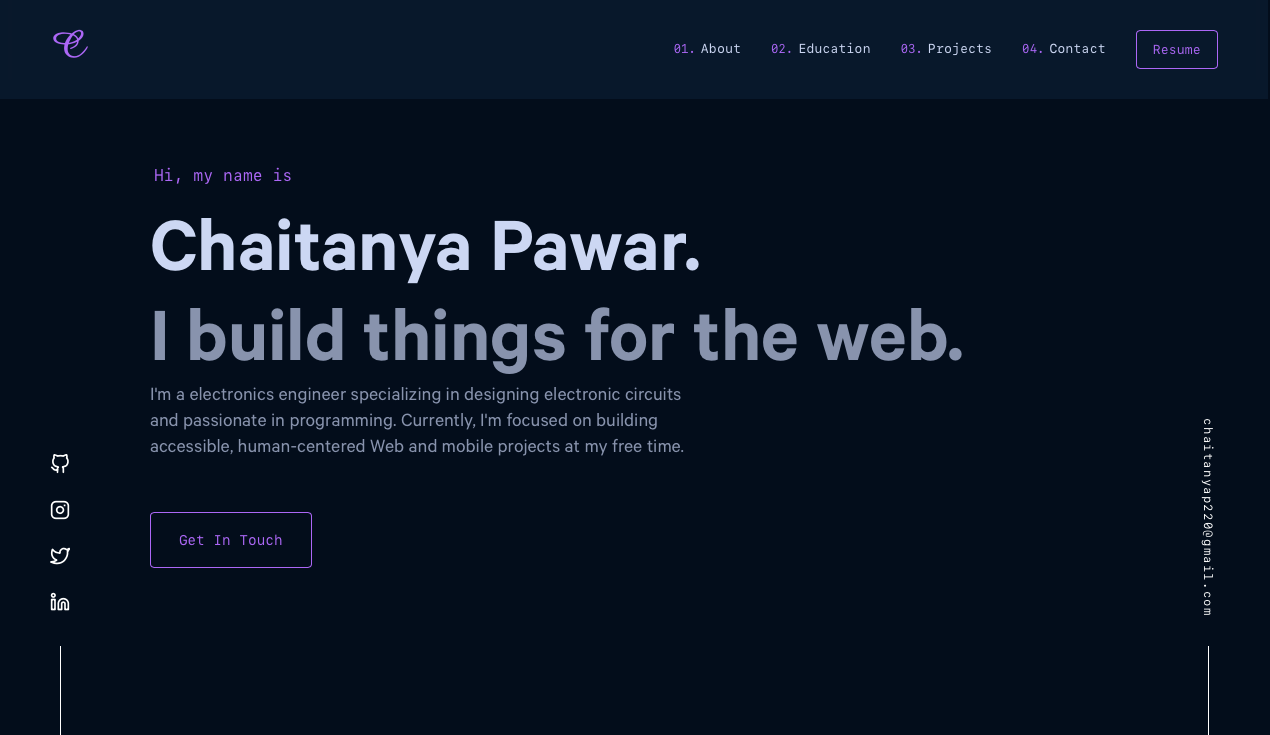 C
01. About
02. Education
03. Projects
04. Contact
Resume
Hi, my name is
Chaitanya Pawar.
I build things for the web.
I'm a electronics engineer specializing in designing electronic circuits
and passionate in programming. Currently, I'm focused on building
accessible, human-centered Web and mobile projects at my free time.
Get In Touch
chaitanyap220@gmail.com